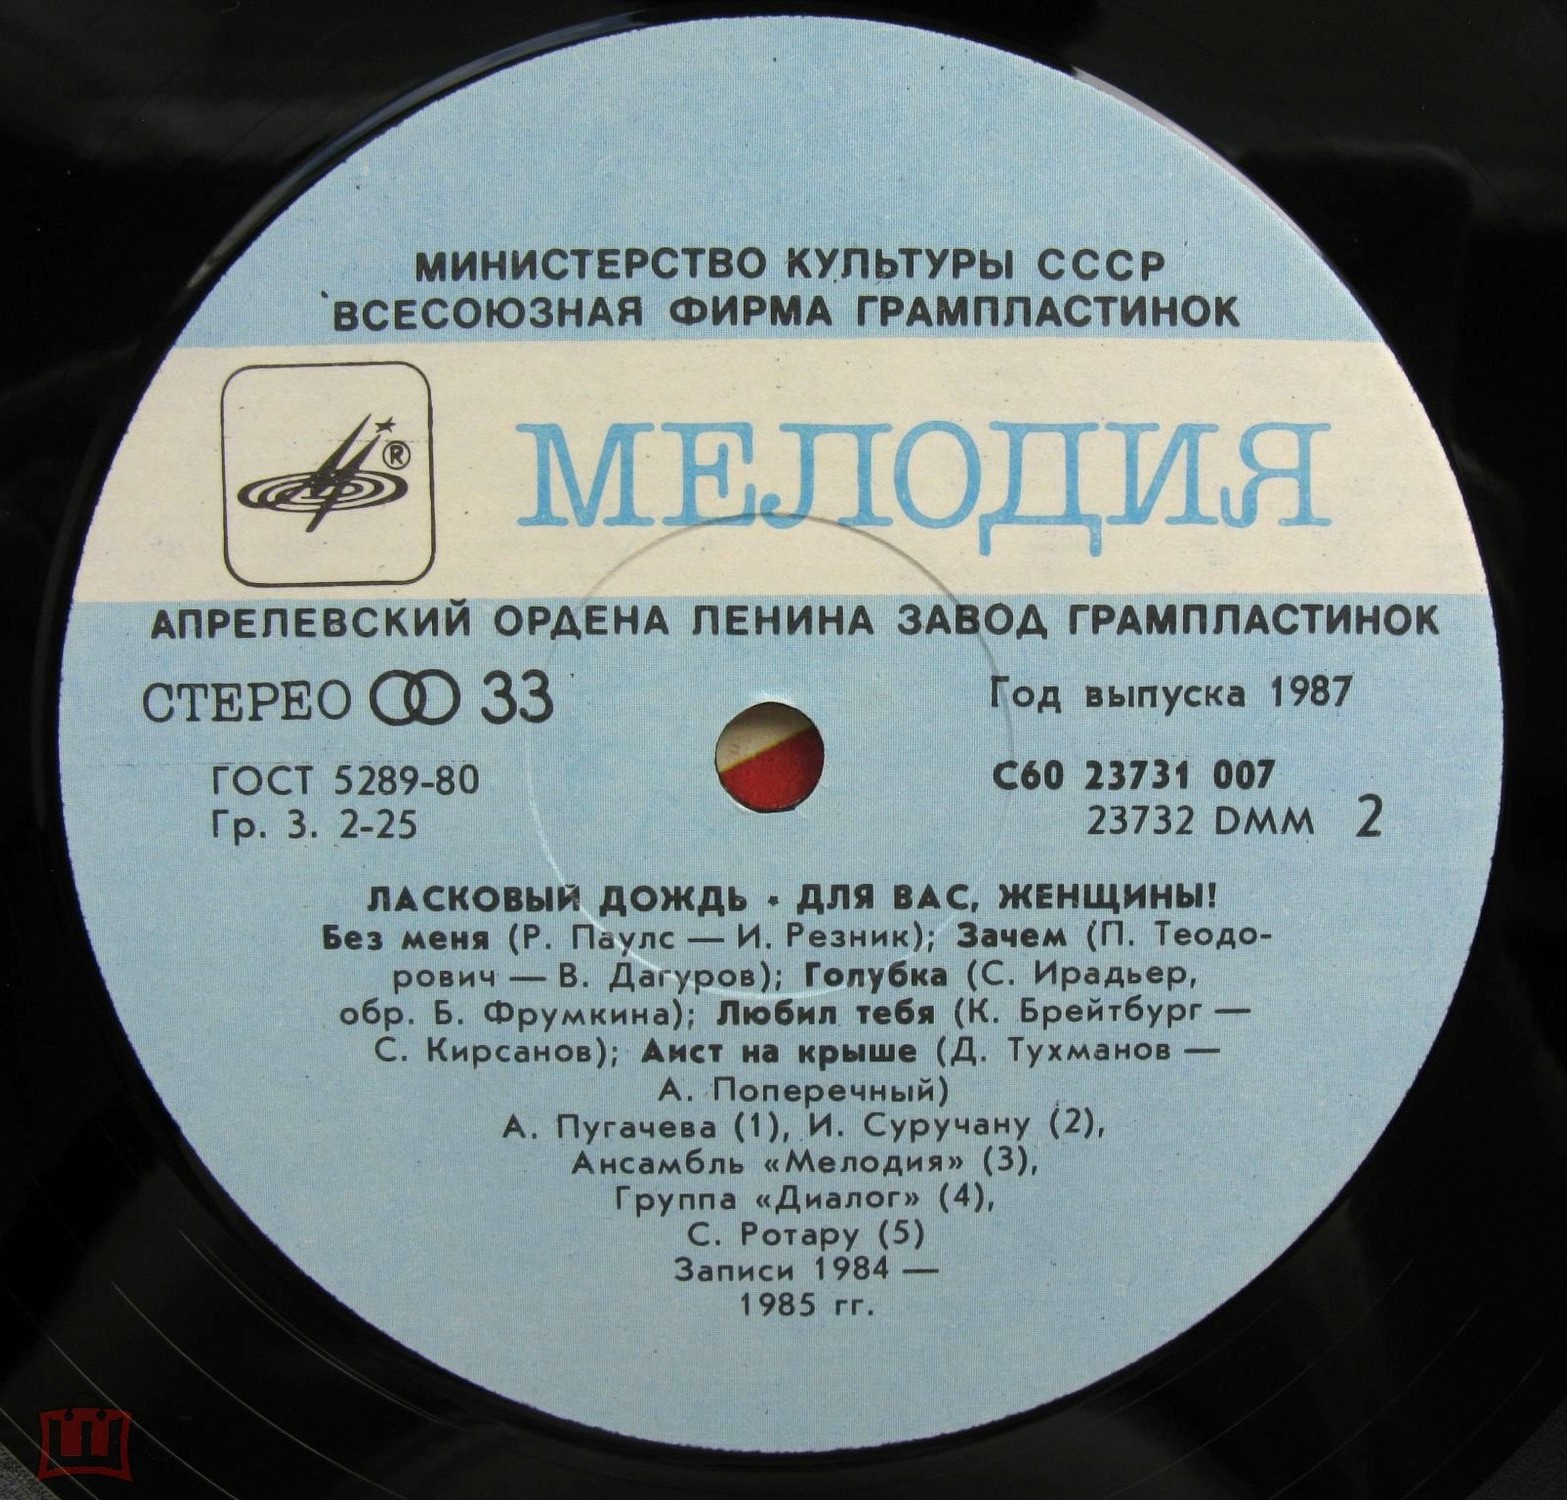 МИНИСТЕРСТВО КУЛЬТУРЫ СССР
ВСЕСОЮЗНАЯ ФИРМА ГРАМПЛАСТИНОК
®
МЕЛОДИЯ
АПРЕЛЕВСКИЙ ОРДЕНА ЛЕНИНА ЗАВОД ГРАМПЛАСТИНОК
СТЕРЕО 33
Год выпуска 1987
ГОСТ 5289-80
С60 23731 007
Гр. 3. 2-25
23732 DMM 2
ЛАСКОВЫЙ ДОЖДЬ · ДЛЯ ВАС, ЖЕНЩИНЫ!
Без меня (Р. Паулс — И. Резник); Зачем (П. Теодо-
рович — В. Дагуров); Голубка (С. Ирадьер,
обр. Б. Фрумкина); Любил тебя (К. Брейтбург —
С. Кирсанов); Аист на крыше (Д. Тухманов —
А. Поперечный)
А. Пугачева (1), И. Суручану (2),
Ансамбль «Мелодия» (3),
Группа «Диалог» (4),
С. Ротару (5)
Записи 1984 —
1985 гг.